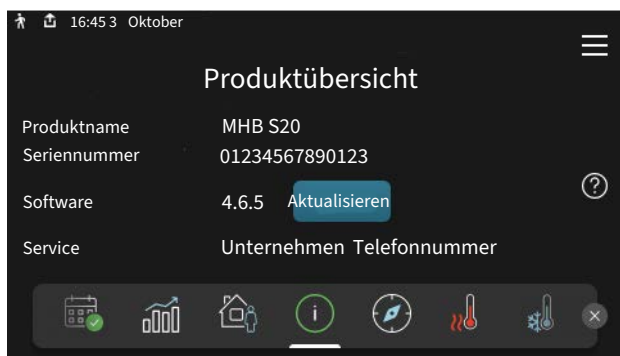 16:45 3 Oktober
Produktübersicht
Produktname MHB S20
Seriennummer 01234567890123
Software 4.6.5 Aktualisieren
Service Unternehmen Telefonnummer